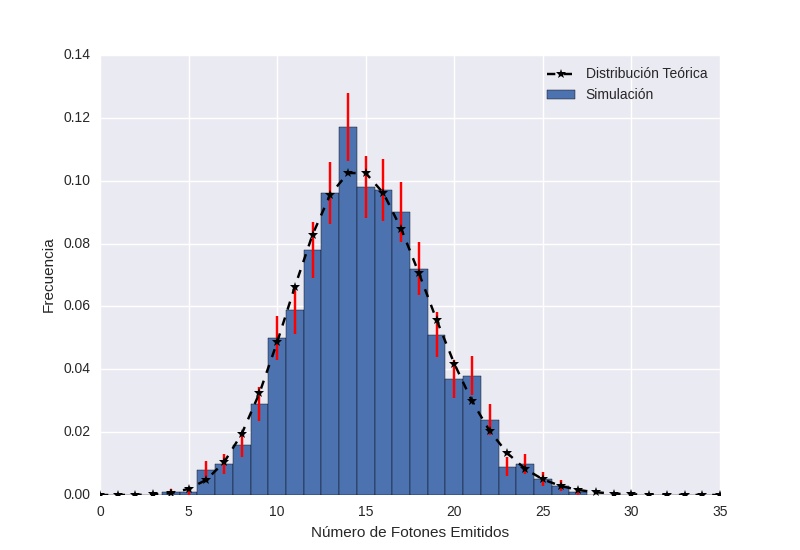 0.14
0.12
0.10
0.08
0.06
0.04
0.02
0.00
Frecuencia
Distribución Teórica
Simulación
0 5 10 15 20 25 30 35
Número de Fotones Emitidos